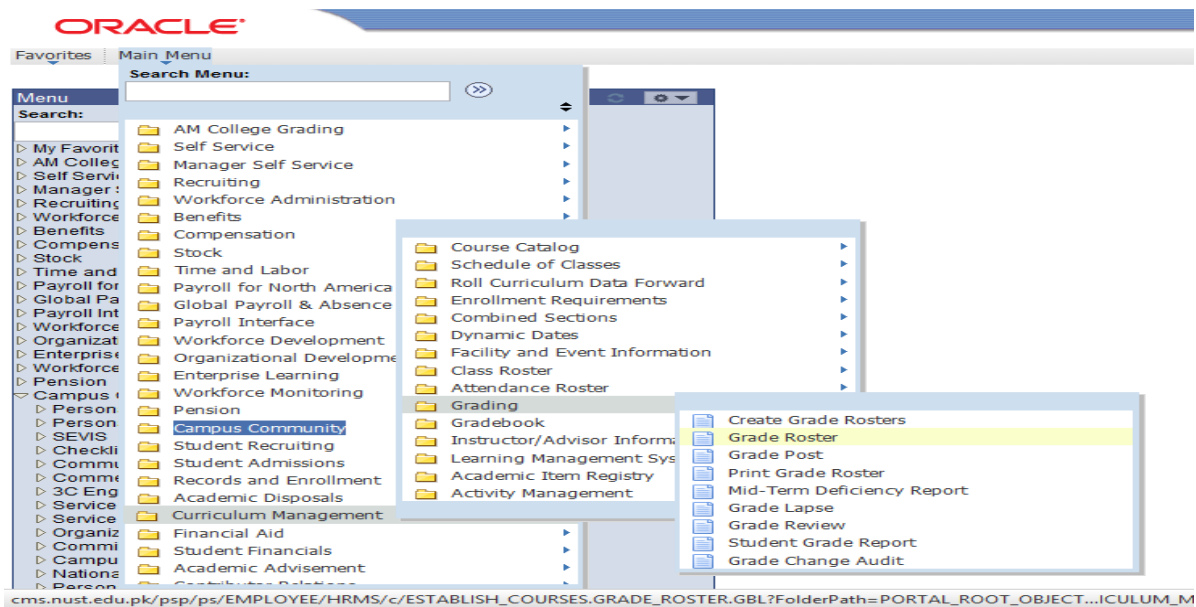 ORACLE
Favorites Main Menu
Search Menu:
Menu
Search:
My Favorit
AM Colleg
Self Servi
Manager
Recruiting
Workforce
Benefits
Compens
Stock
Time and
Payroll for
Global Pa
Payroll Int
Workforce
Organizat
Enterprise
Workforce
Pension
Campus
Person
Person
SEVIS
Checkli
Commu
Comme
3C Eng
Service
Service
Organiz
Commi
Campu
Nationa
Person
AM College Grading
Self Service
Manager Self Service
Recruiting
Workforce Administration
Benefits
Compensation
Stock
Time and Labor
Payroll for North America
Global Payroll & Absence
Payroll Interface
Workforce Development
Organizational Developme
Enterprise Learning
Workforce Monitoring
Pension
Campus Community
Student Recruiting
Student Admissions
Records and Enrollment
Academic Disposals
Curriculum Management
Financial Aid
Student Financials
Academic Advisement
Contributor Relations
Course Catalog
Schedule of Classes
Roll Curriculum Data Forward
Enrollment Requirements
Combined Sections
Dynamic Dates
Facility and Event Information
Class Roster
Attendance Roster
Grading
Gradebook
Instructor/Advisor Informa
Learning Management Sys
Academic Item Registry
Activity Management
Create Grade Rosters
Grade Roster
Grade Post
Print Grade Roster
Mid-Term Deficiency Report
Grade Lapse
Grade Review
Student Grade Report
Grade Change Audit
cms.nust.edu.pk/psp/ps/EMPLOYEE/HRMS/c/ESTABLISH_COURSES.GRADE_ROSTER.GBL?FolderPath=PORTAL_ROOT_OBJECT...ICULUM_M